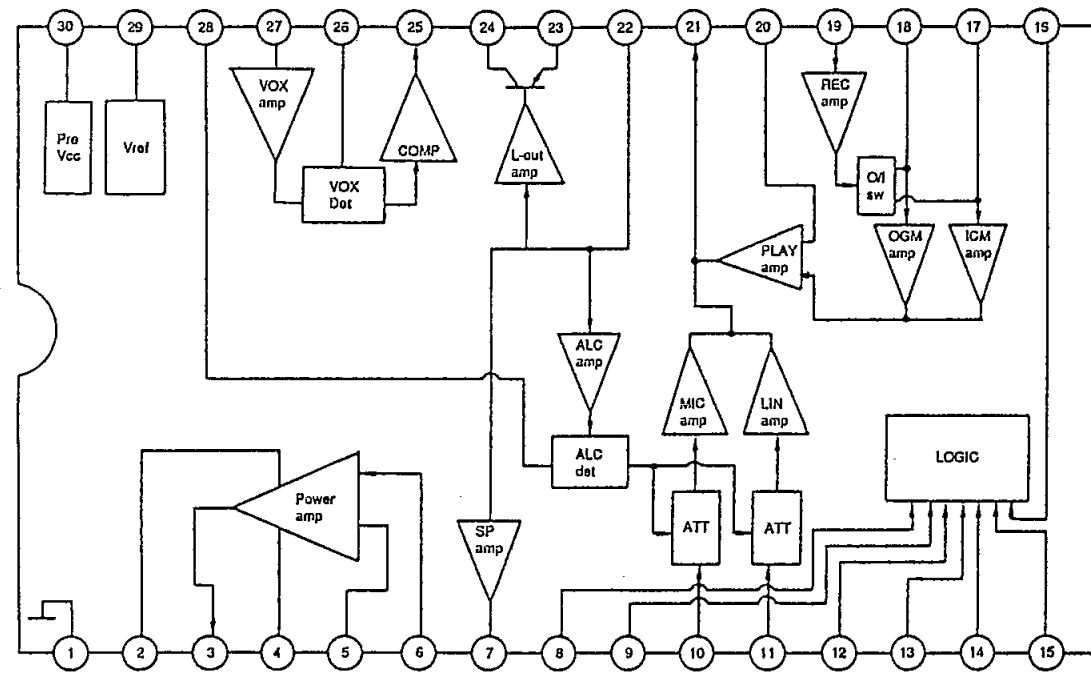 30 29 28 27 26 25 24 23 22 21 20 19 18 17 16
VOX
amp
REC
amp
Pre
Vcc
Vref
COMP
L-out
amp
VOX
Det
O/I
sw
PLAY
amp
OGM
amp
ICM
amp
ALC
amp
MIC
amp
LIN
amp
ALC
det
LOGIC
Power
amp
SP
amp
ATT
ATT
1 2 3 4 5 6 7 8 9 10 11 12 13 14 15